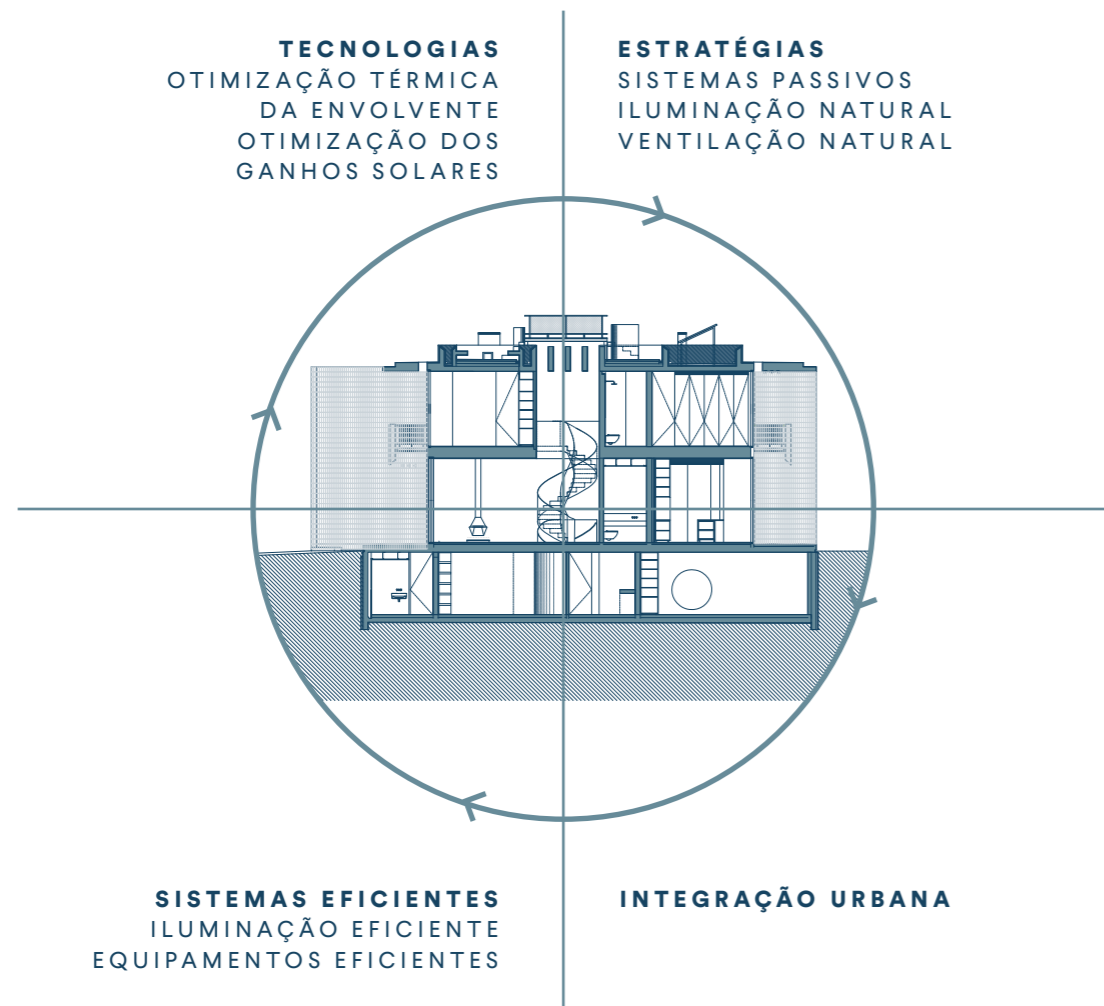 TECNOLOGIAS
OTIMIZAÇÃO TÉRMICA
DA ENVOLVENTE
OTIMIZAÇÃO DOS
GANHOS SOLARES
ESTRATÉGIAS
SISTEMAS PASSIVOS
ILUMINAÇÃO NATURAL
VENTILAÇÃO NATURAL
SISTEMAS EFICIENTES
ILUMINAÇÃO EFICIENTE
EQUIPAMENTOS EFICIENTES
INTEGRAÇÃO URBANA